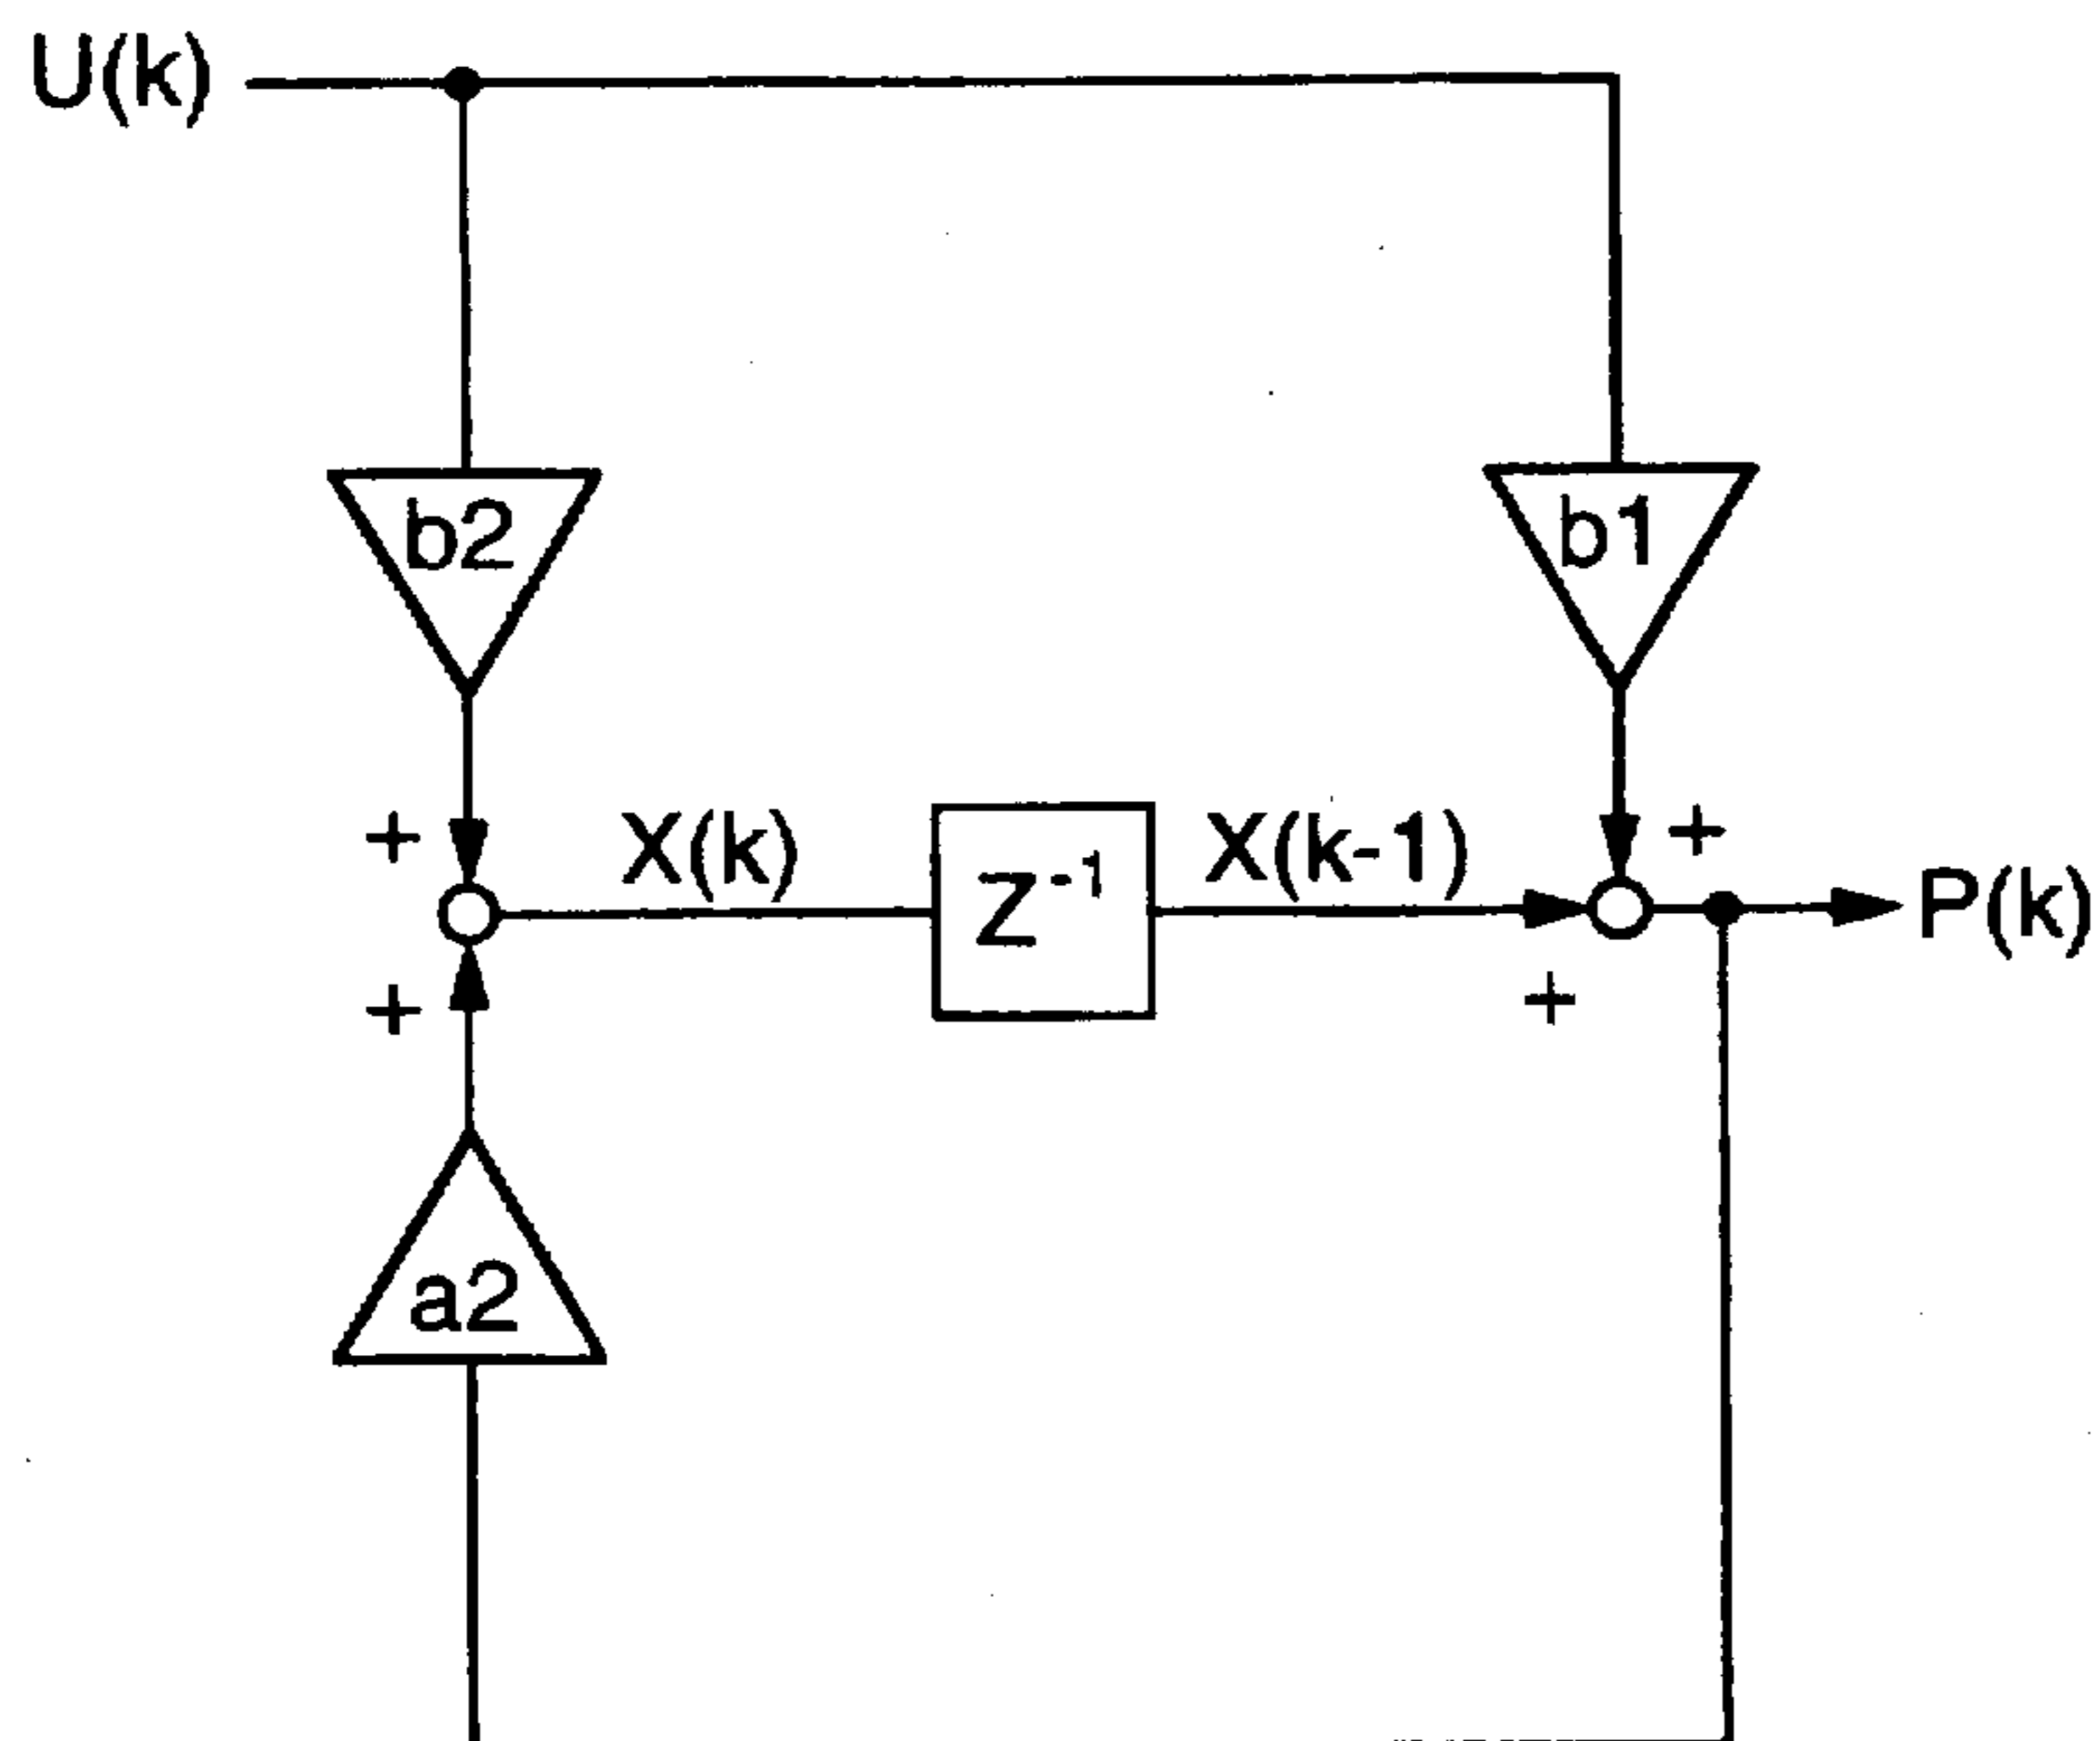 U(k)
b2
b1
+
X(k)
Z⁻¹
X(k-1)
+
P(k)
+
+
a2